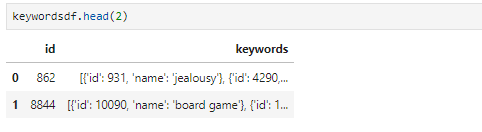 keywordsdf.head(2)
id keywords
0 862 [{'id': 931, 'name': 'jealousy'}, {'id': 4290,...
1 8844 [{'id': 10090, 'name': 'board game'}, {'id': 1...